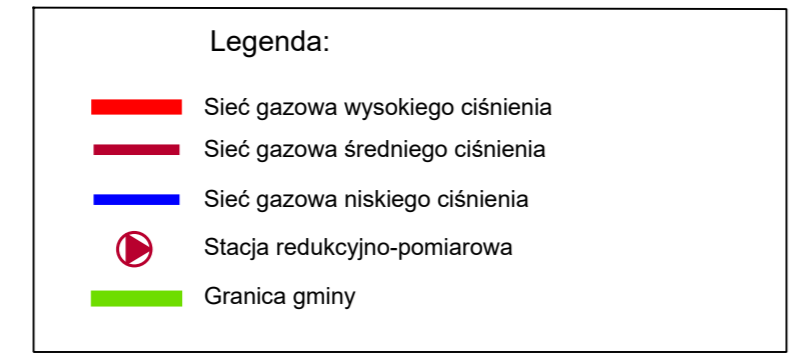 Legenda:
Sieć gazowa wysokiego ciśnienia
Sieć gazowa średniego ciśnienia
Sieć gazowa niskiego ciśnienia
Stacja redukcyjno-pomiarowa
Granica gminy